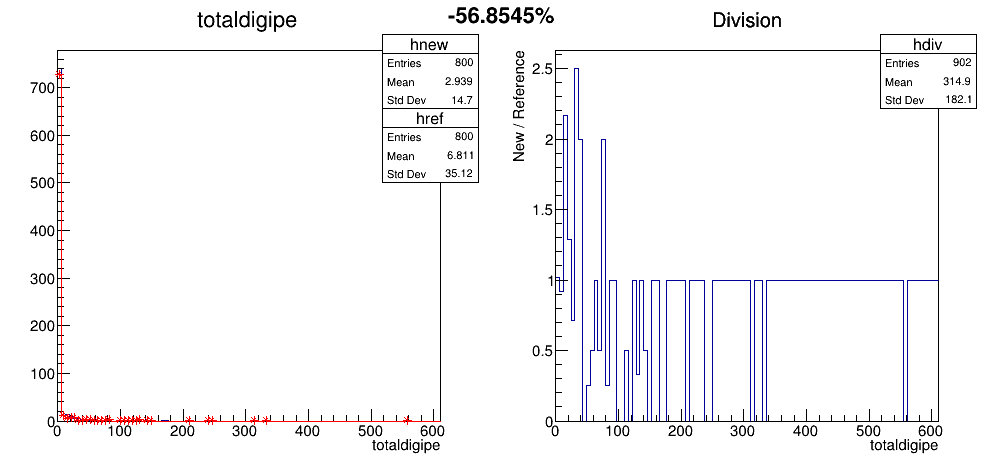 totaldigipe
-56.8545%
Division
hnew
Entries 800
Mean 2.939
Std Dev 14.7
href
Entries 800
Mean 6.811
Std Dev 35.12
700
600
500
400
300
200
100
0
0 100 200 300 400 500 600
totaldigipe
hdiv
Entries 902
Mean 314.9
Std Dev 182.1
New / Reference
2.5
2
1.5
1
0.5
0
0 100 200 300 400 500 600
totaldigipe